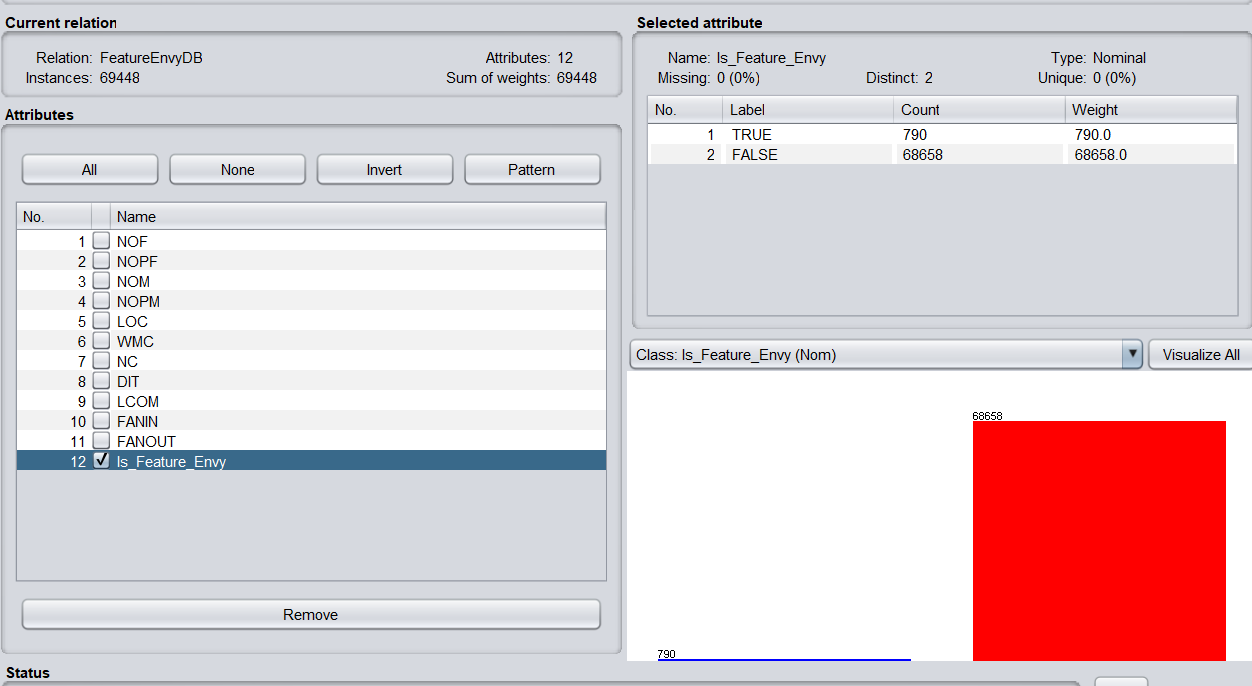 Current relation
Relation: FeatureEnvyDB Attributes: 12
Instances: 69448 Sum of weights: 69448
Attributes
All None Invert Pattern
No. Name
1 NOF
2 NOPF
3 NOM
4 NOPM
5 LOC
6 WMC
7 NC
8 DIT
9 LCOM
10 FANIN
11 FANOUT
12 Is_Feature_Envy
Remove
Status
Selected attribute
Name: Is_Feature_Envy Type: Nominal
Missing: 0 (0%) Distinct: 2 Unique: 0 (0%)
No. Label Count Weight
1 TRUE 790 790.0
2 FALSE 68658 68658.0
Class: Is_Feature_Envy (Nom) Visualize All
68658
790